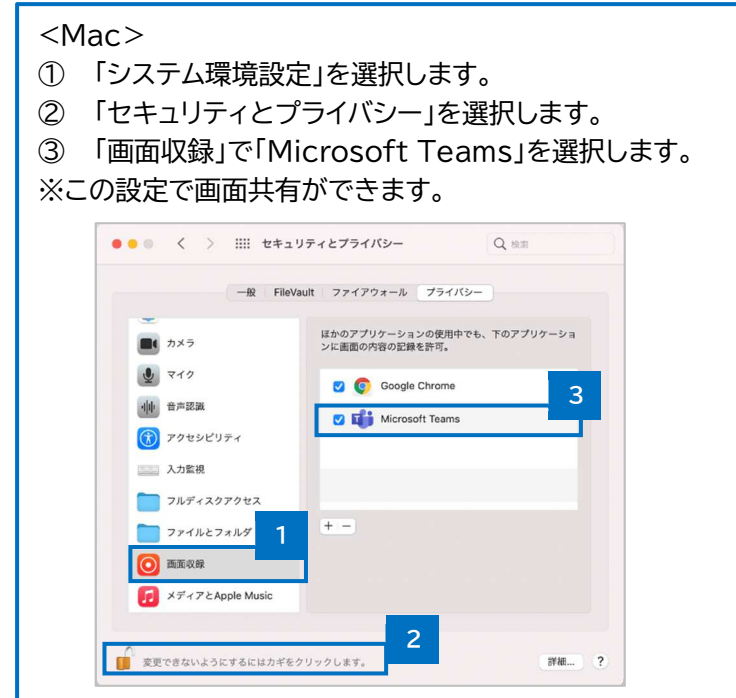 <Mac>
① 「システム環境設定」を選択します。
② 「セキュリティとプライバシー」を選択します。
③ 「画面収録」で「Microsoft Teams」を選択します。
※この設定で画面共有ができます。
セキュリティとプライバシー
検索
一般 FileVault ファイアウォール プライバシー
カメラ
マイク
音声認識
アクセシビリティ
入力監視
フルディスクアクセス
ファイルとフォルダ
1
画面収録
メディアとApple Music
ほかのアプリケーションの使用中でも、下のアプリケーショ
ンに画面の内容の記録を許可。
Google Chrome
3
Microsoft Teams
+ −
2
変更できないようにするにはカギをクリックします。
詳細... ?